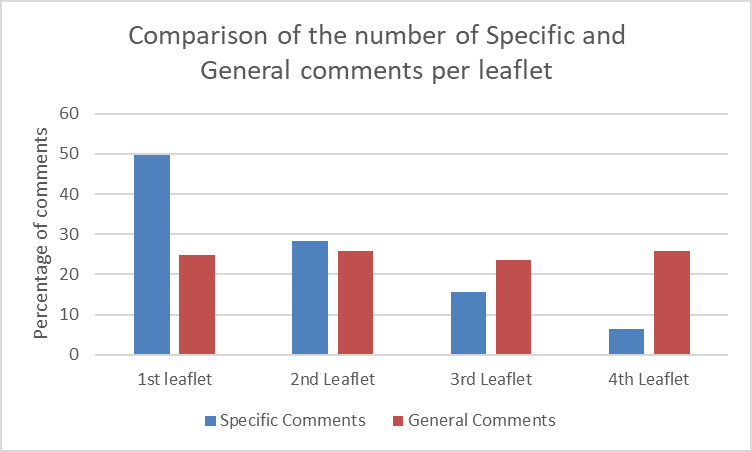 Comparison of the number of Specific and
General comments per leaflet
Percentage of comments
60
50
40
30
20
10
0
1st leaflet
2nd Leaflet
3rd Leaflet
4th Leaflet
Specific Comments
General Comments